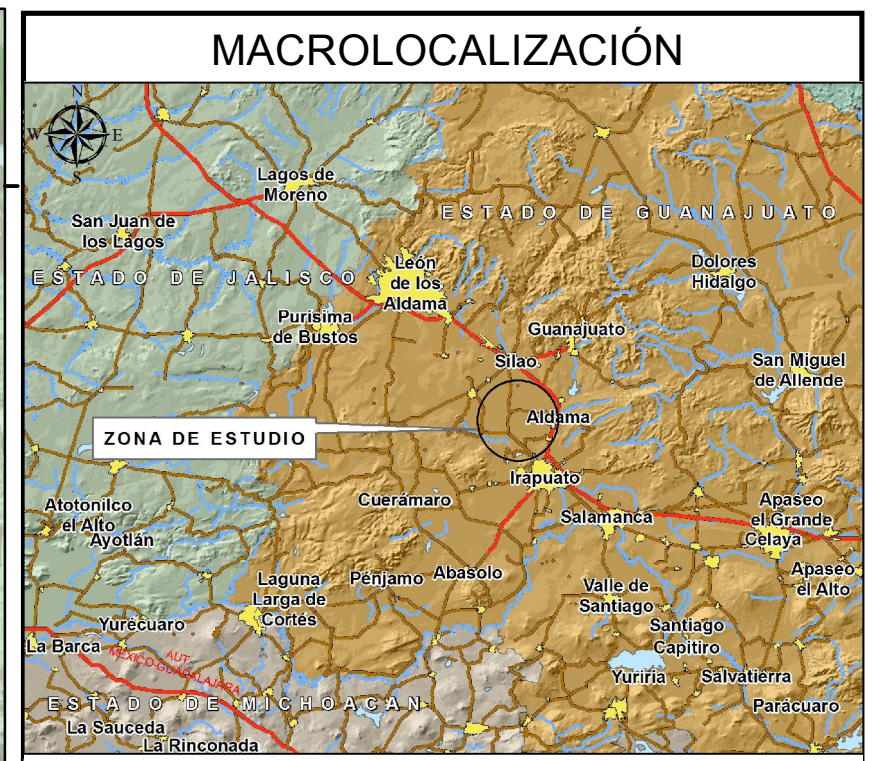 MACROLOCALIZACIÓN
N
W E
S
Lagos de
Moreno
ESTADO DE GUANAJUATO
San Juan de
los Lagos
León
de los
Aldama
Dolores
Hidalgo
ESTADO DE JALISCO
Purísima
de Bustos
Guanajuato
Silao
San Miguel
de Allende
Aldama
ZONA DE ESTUDIO
Irapuato
Cuerámaro
Atotonilco
el Alto
Ayotlán
Salamanca
Apaseo
el Grande
Celaya
Laguna
Larga de
Cortés
Pénjamo
Abasolo
Apaseo
el Alto
Valle de
Santiago
Yurécuaro
Santiago
Capitiro
La Barca
AUT.
MEXICO-GUADALAJARA
Yuriria
Salvatierra
ESTADO DE MICHOACAN
Parácuaro
La Sauceda
La Rinconada